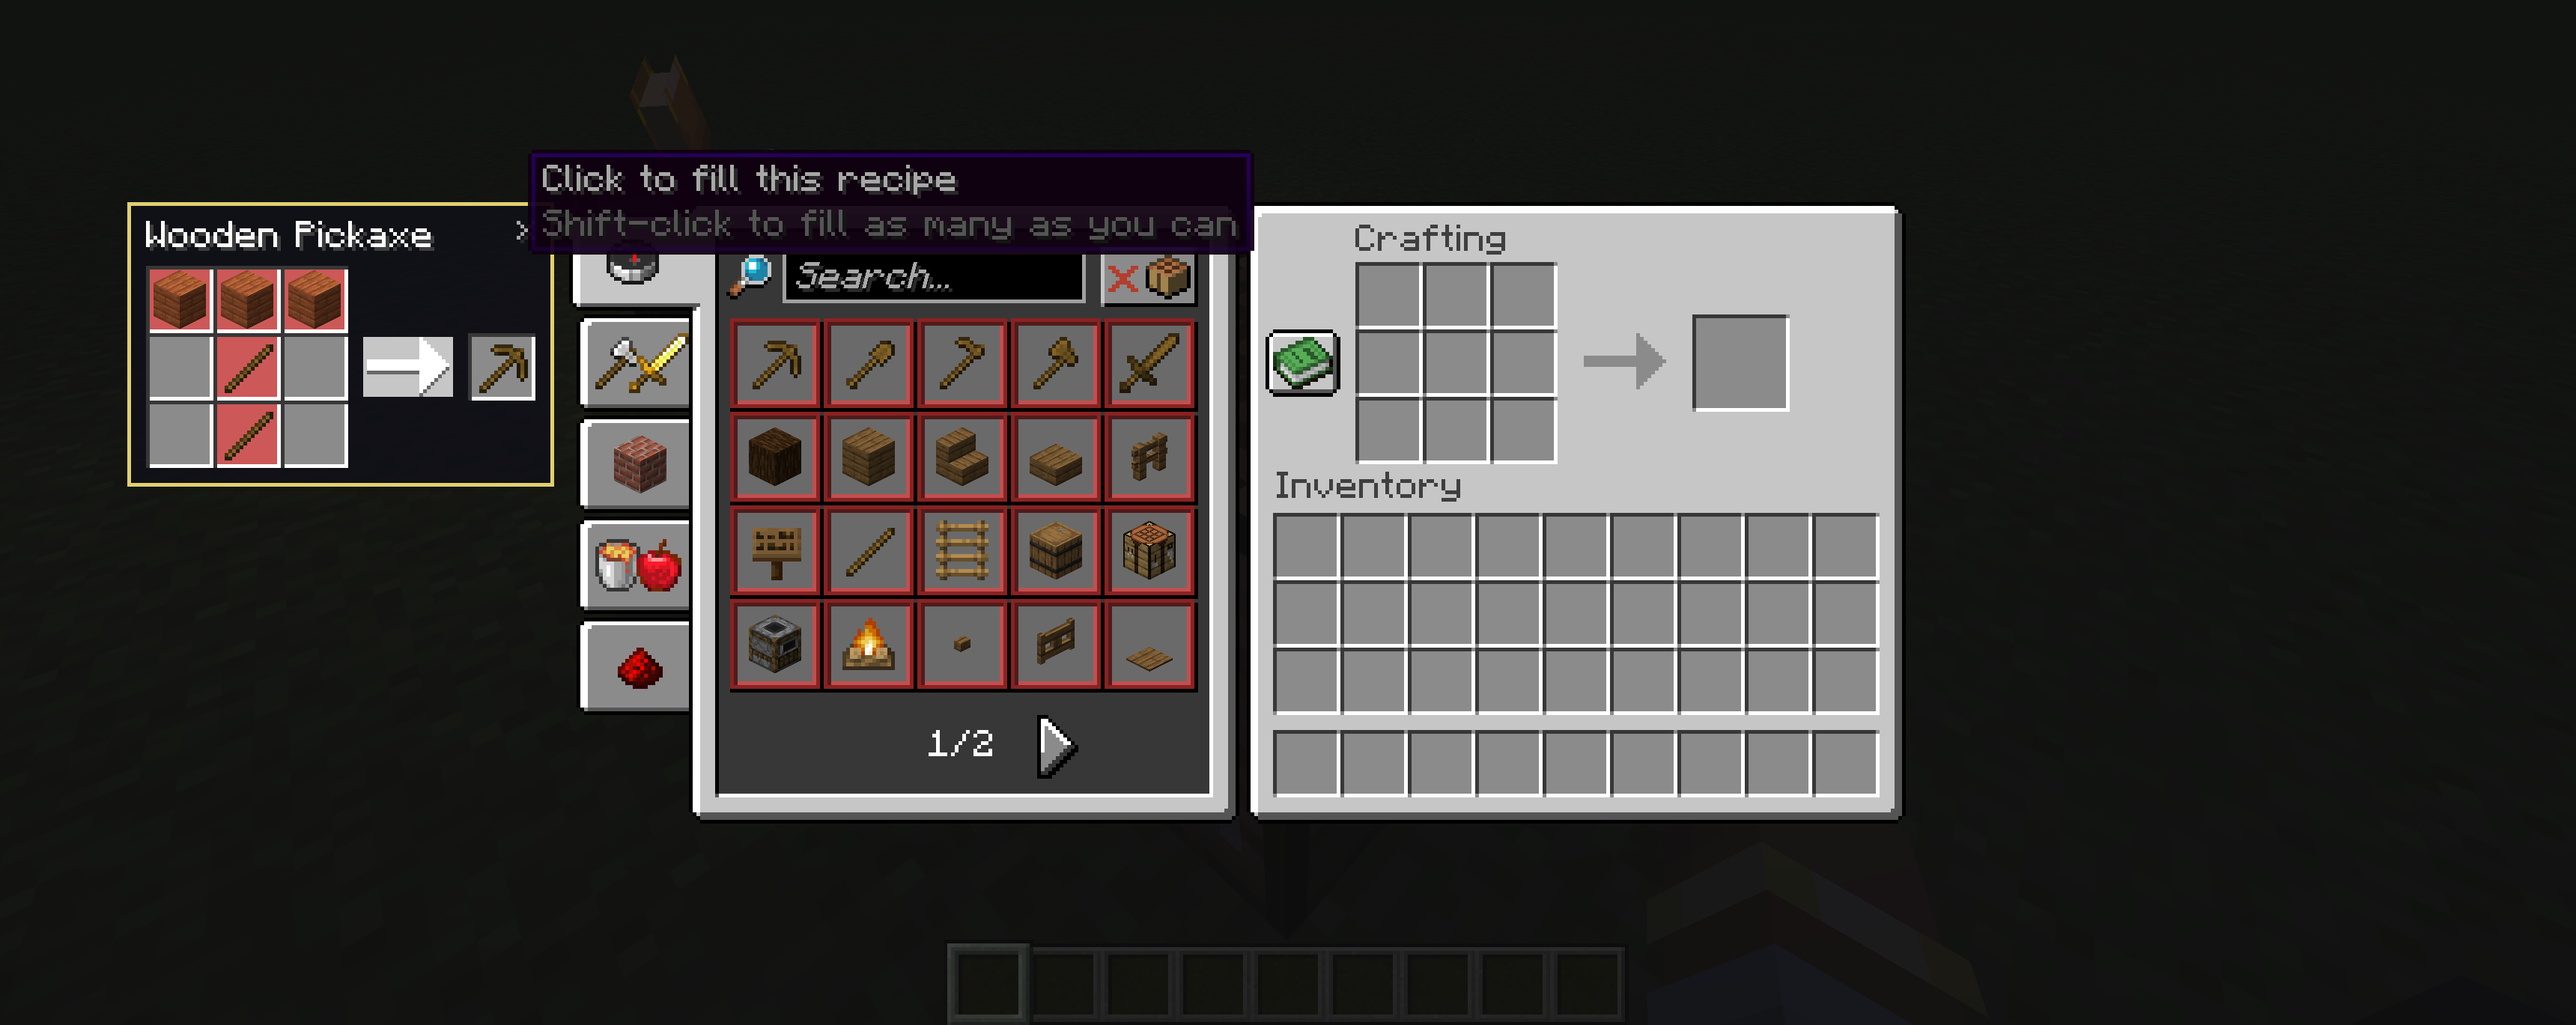 Click to fill this recipe
Shift-click to fill as many as you can
Wooden Pickaxe
Search...
1/2
Crafting
Inventory